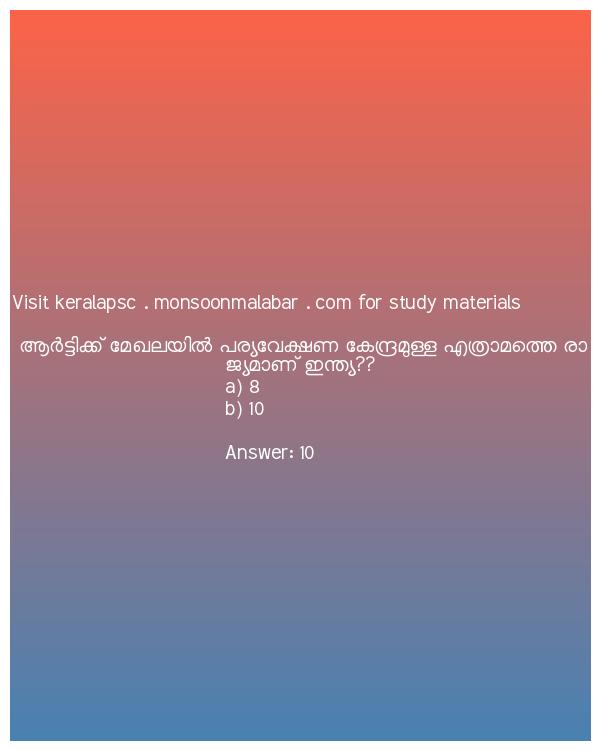 Visit keralapsc . monsoonmalabar . com for study materials
ആർട്ടിക്ക് മേഖലയിൽ പര്യവേക്ഷണ കേന്ദ്രമുള്ള എത്രാമത്തെ രാ
ജ്യമാണ് ഇന്ത്യ??
a) 8
b) 10
Answer: 10